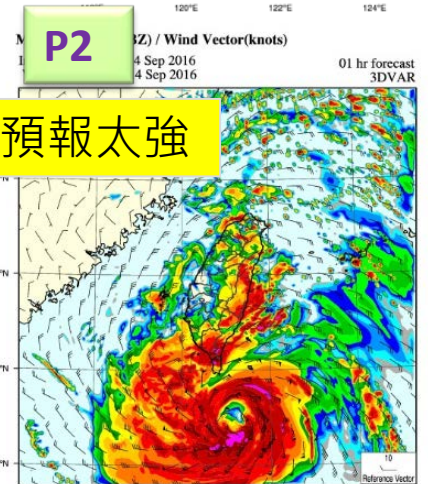 120°E 122°E 124°E
P2
Z) / Wind Vector(knots)
4 Sep 2016 01 hr forecast
4 Sep 2016 3DVAR
預報太強
10
Reference Vector